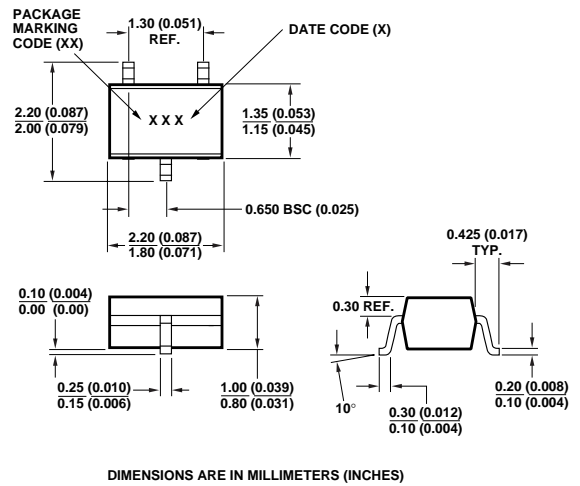 PACKAGE
MARKING
CODE (XX)
1.30 (0.051)
REF.
DATE CODE (X)
2.20 (0.087)
2.00 (0.079)
X X X
1.35 (0.053)
1.15 (0.045)
0.650 BSC (0.025)
2.20 (0.087)
1.80 (0.071)
0.425 (0.017)
TYP.
0.10 (0.004)
0.00 (0.00)
0.30 REF.
0.25 (0.010)
0.15 (0.006)
1.00 (0.039)
0.80 (0.031)
10°
0.30 (0.012)
0.10 (0.004)
0.20 (0.008)
0.10 (0.004)
DIMENSIONS ARE IN MILLIMETERS (INCHES)